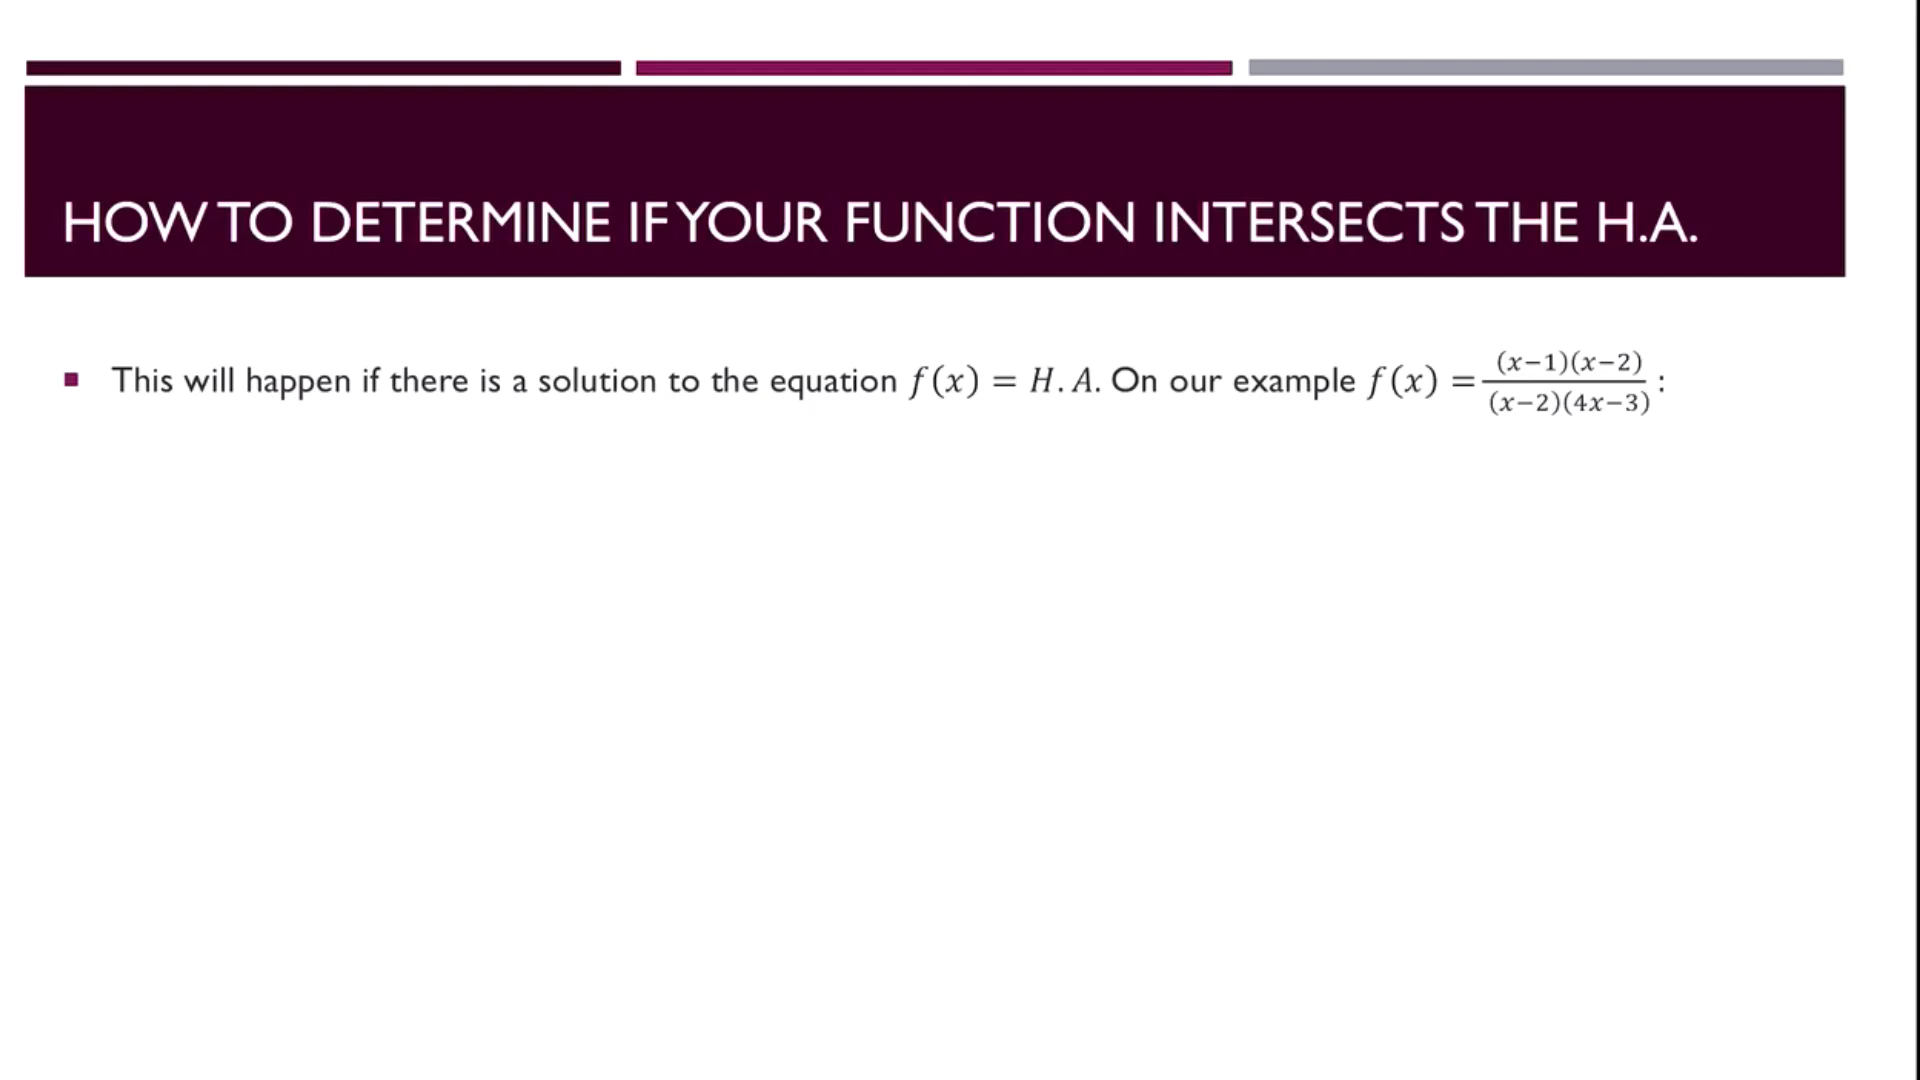 HOW TO DETERMINE IF YOUR FUNCTION INTERSECTS THE H.A.
▪ This will happen if there is a solution to the equation f(x) = H.A. On our example f(x) = (x−1)(x−2)/(x−2)(4x−3) :